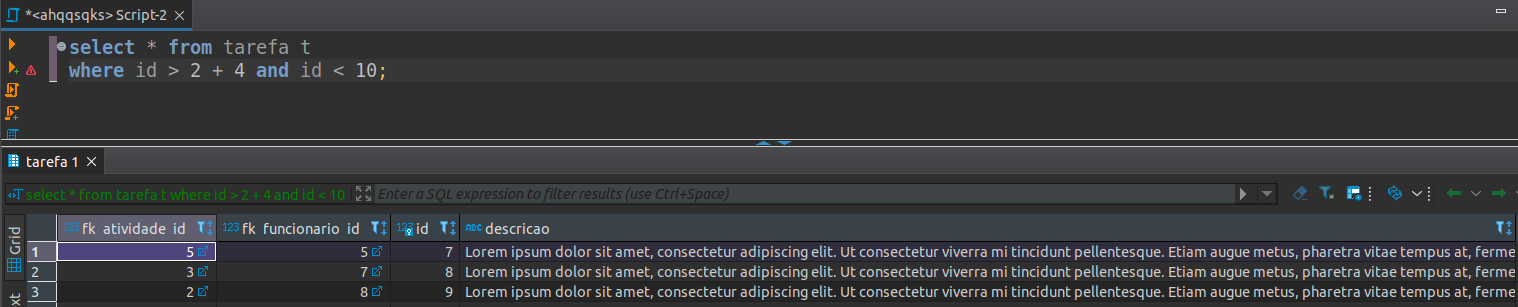 *<ahqqsqks> Script-2
select * from tarefa t
where id > 2 + 4 and id < 10;
tarefa 1
select * from tarefa t where id > 2 + 4 and id < 10 Enter a SQL expression to filter results (use Ctrl+Space)
Grid 123 fk_atividade_id 123 fk_funcionario_id 123 id ABC descricao
1 5 5 7 Lorem ipsum dolor sit amet, consectetur adipiscing elit. Ut consectetur viverra mi tincidunt pellentesque. Etiam augue metus, pharetra vitae tempus at, ferme
2 3 7 8 Lorem ipsum dolor sit amet, consectetur adipiscing elit. Ut consectetur viverra mi tincidunt pellentesque. Etiam augue metus, pharetra vitae tempus at, ferme
3 2 8 9 Lorem ipsum dolor sit amet, consectetur adipiscing elit. Ut consectetur viverra mi tincidunt pellentesque. Etiam augue metus, pharetra vitae tempus at, ferme